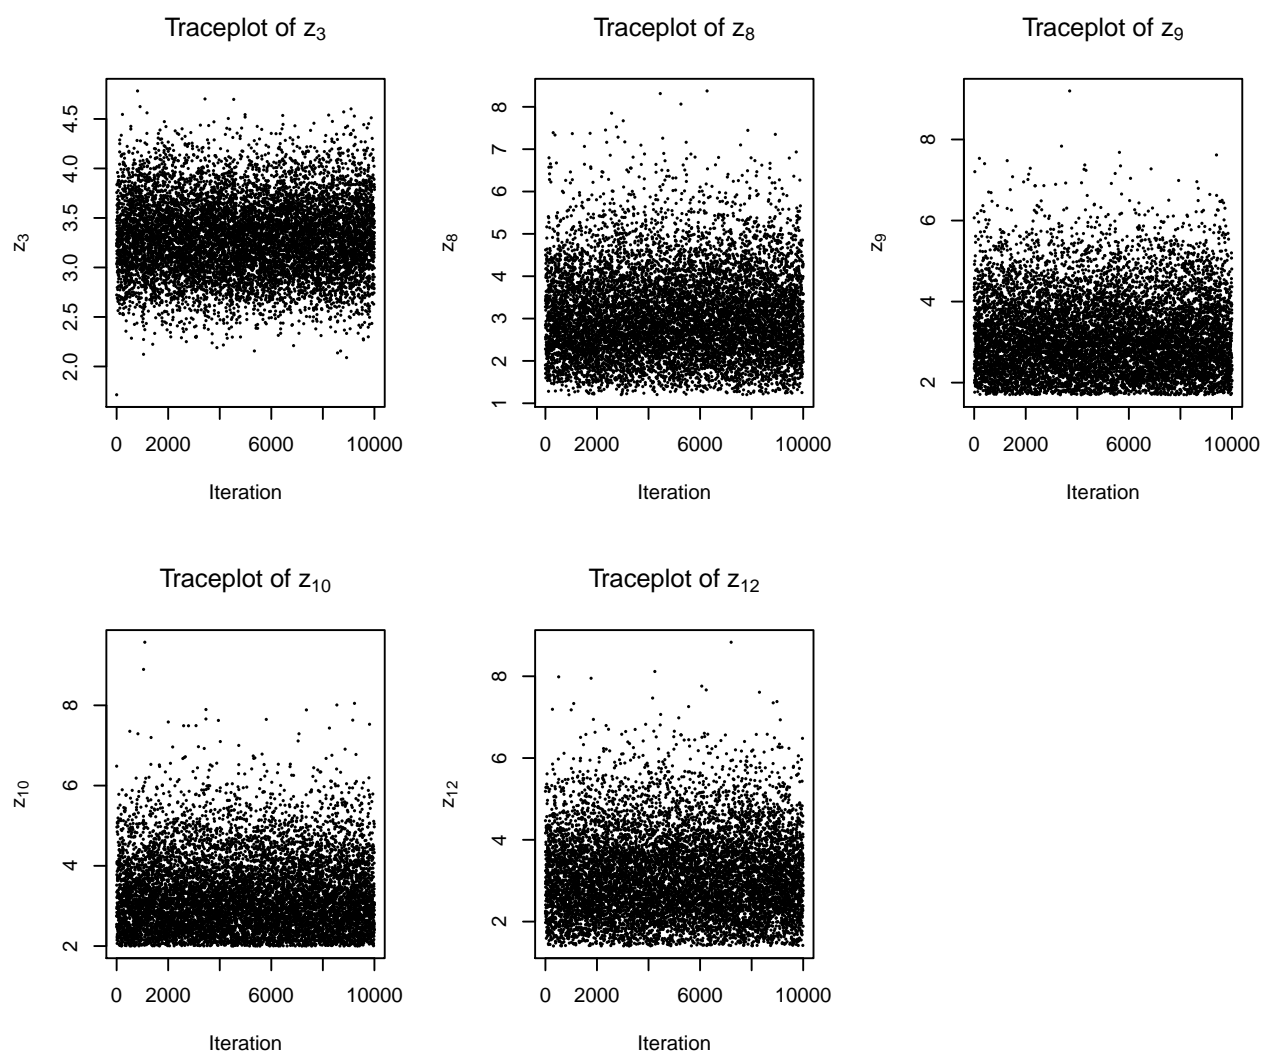 Traceplot of z3
z3
4.5
4.0
3.5
3.0
2.5
2.0
0 2000 6000 10000
Iteration
Traceplot of z8
z8
8
7
6
5
4
3
2
1
0 2000 6000 10000
Iteration
Traceplot of z9
z9
8
6
4
2
0 2000 6000 10000
Iteration
Traceplot of z10
z10
8
6
4
2
0 2000 6000 10000
Iteration
Traceplot of z12
z12
8
6
4
2
0 2000 6000 10000
Iteration